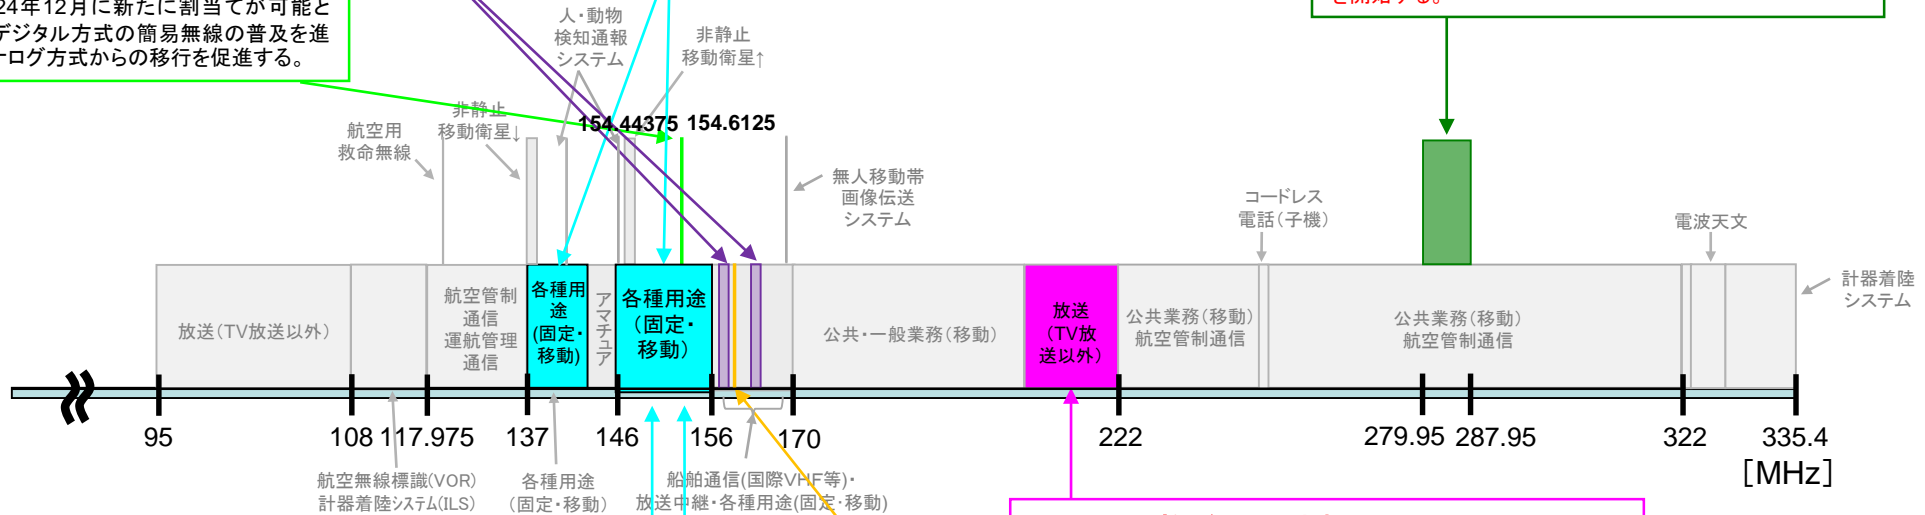 24年12月に新たに割当てが可能と
デジタル方式の簡易無線の普及を進
ナログ方式からの移行を促進する。
を開始する。
人・動物
検知通報
システム
非静止
移動衛星↑
非静止
移動衛星↓
航空用
救命無線
154.44375 154.6125
無人移動帯
画像伝送
システム
コードレス
電話（子機）
電波天文
計器着陸
システム
放送（TV放送以外）
航空管制
通信
運航管理
通信
各種用
途
(固定・
移動)
アマチュア
各種用途
（固定・
移動）
公共・一般業務（移動）
放送
（TV放
送以外）
公共業務（移動）
航空管制通信
公共業務（移動）
航空管制通信
95 108 117.975 137 146 156 170 222 279.95 287.95 322 335.4
[MHz]
航空無線標識(VOR)
計器着陸システム(ILS)
各種用途
（固定・移動）
船舶通信(国際VHF等)・
放送中継・各種用途(固定・移動)